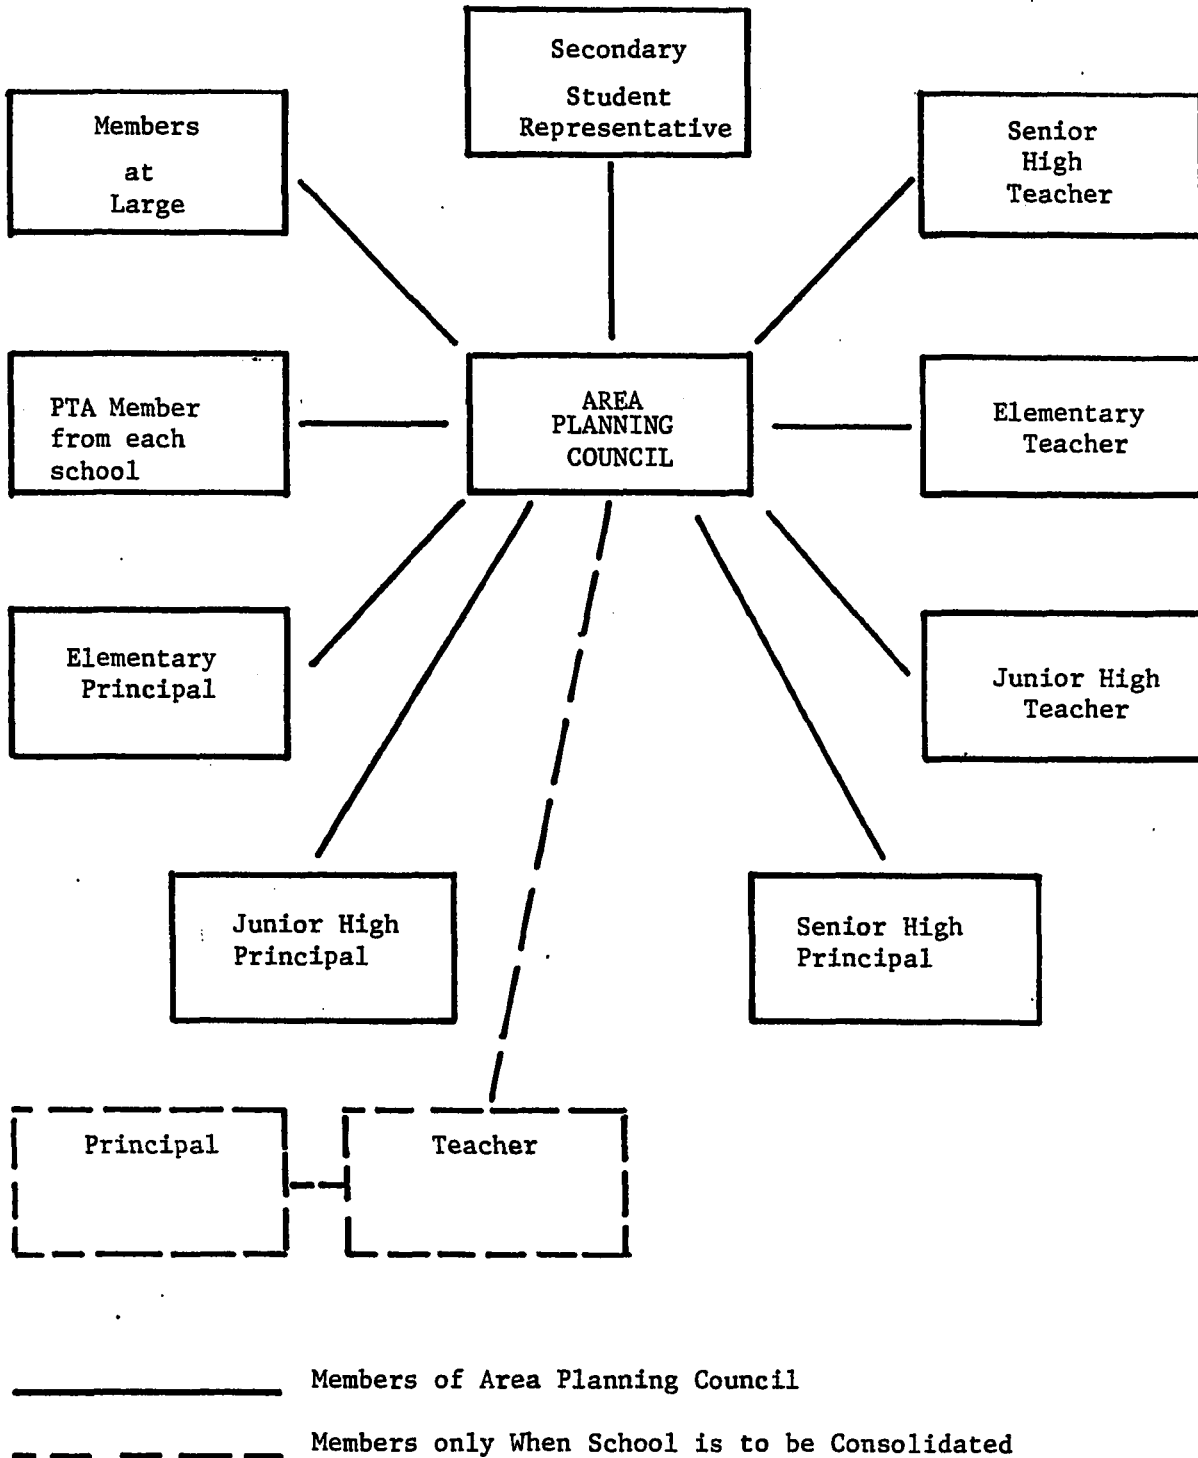 Secondary
Student
Representative
Members
at
Large
Senior
High
Teacher
PTA Member
from each
school
AREA
PLANNING
COUNCIL
Elementary
Teacher
Elementary
Principal
Junior High
Teacher
Junior High
Principal
Senior High
Principal
Principal
Teacher
Members of Area Planning Council
Members only When School is to be Consolidated